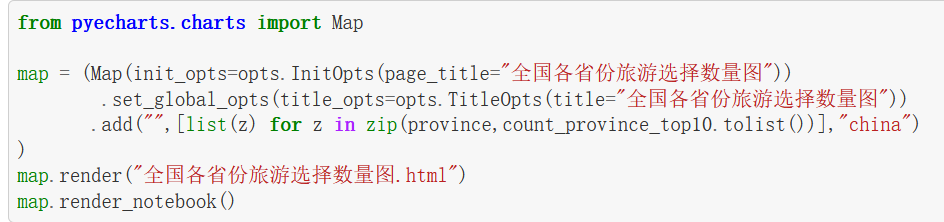 from pyecharts.charts import Map
map = (Map(init_opts=opts.InitOpts(page_title="全国各省份旅游选择数量图"))
.set_global_opts(title_opts=opts.TitleOpts(title="全国各省份旅游选择数量图"))
.add("",[list(z) for z in zip(province,count_province_top10.tolist())],"china")
)
map.render("全国各省份旅游选择数量图.html")
map.render_notebook()